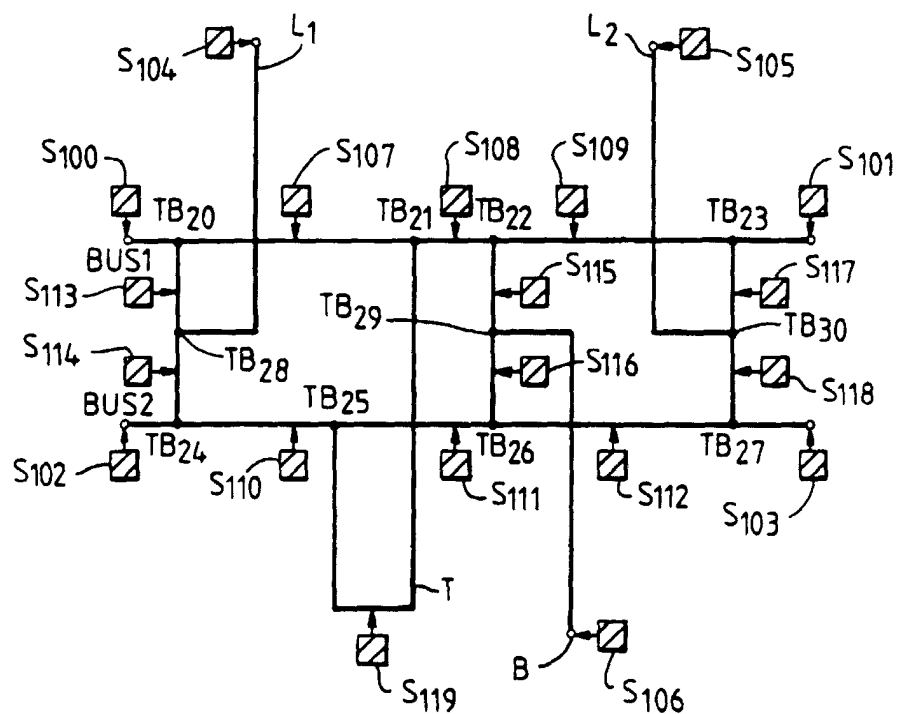 L1
L2
S104
S105
S100
S107
S108
S109
S101
TB20
TB21
TB22
TB23
BUS1
S113
S115
S117
TB29
TB30
S114
TB28
S116
S118
BUS2
TB25
TB24
TB26
TB27
S102
S110
S111
S112
S103
T
S119
B
S106